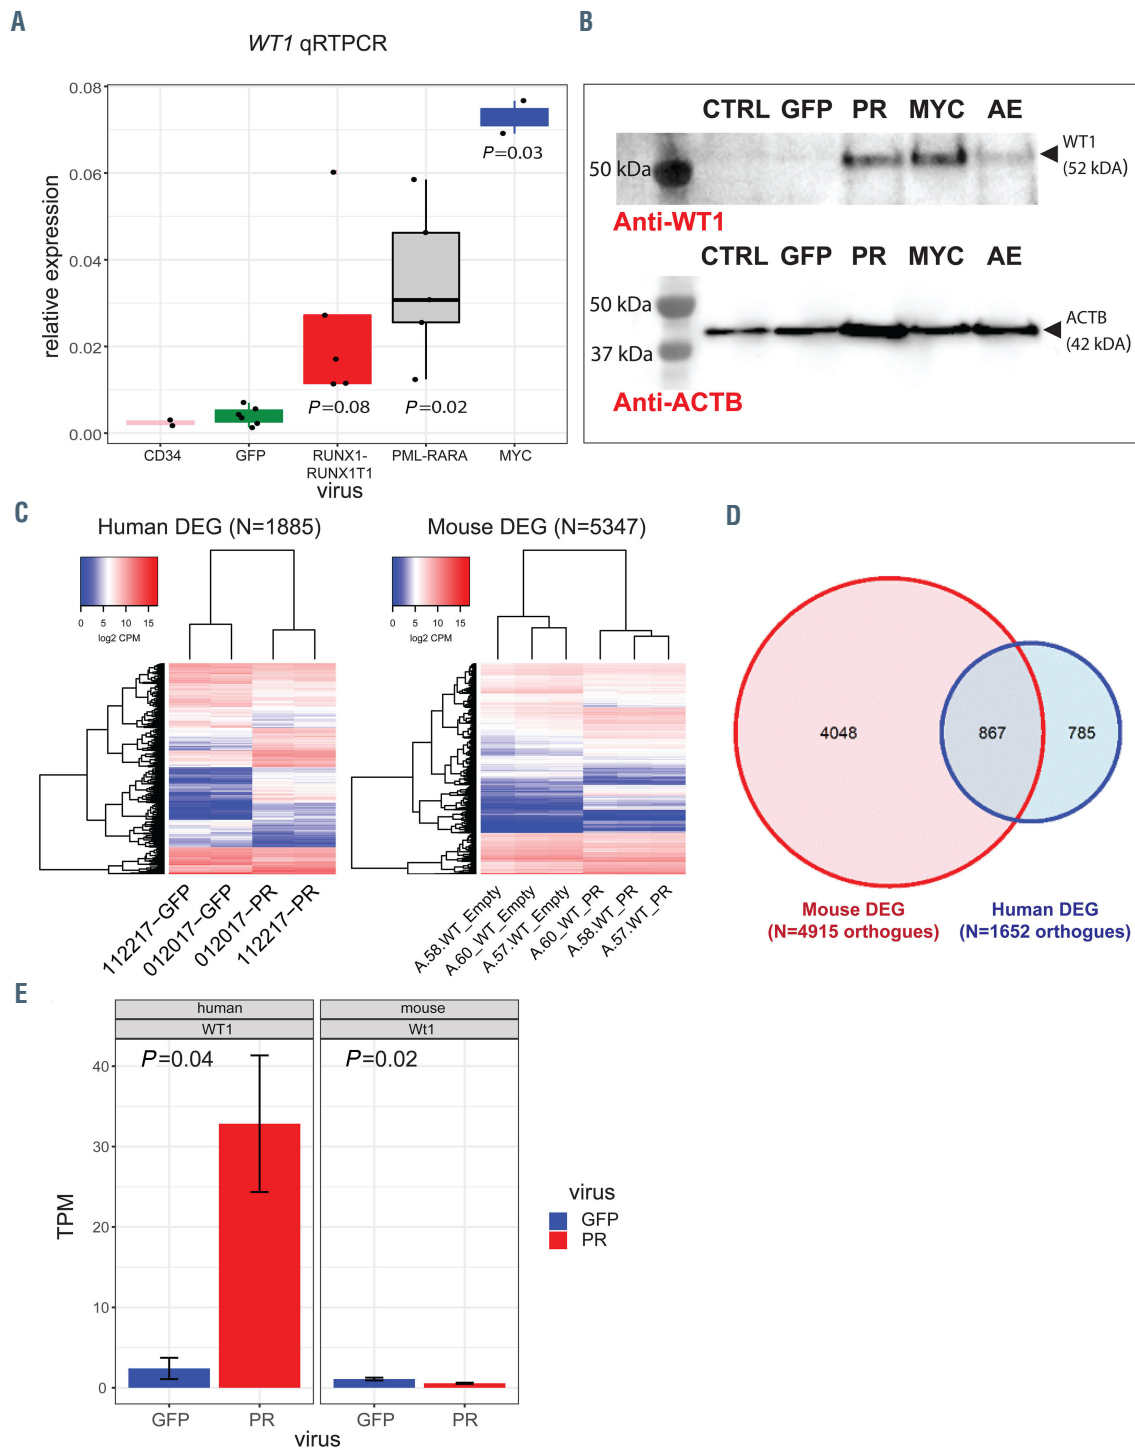 A
WT1 qRTPCR
0.08
0.06
0.04
0.02
0.00
relative expression
P=0.08
P=0.02
P=0.03
CD34
GFP
RUNX1-
RUNX1T1
PML-RARA
MYC
virus
B
CTRL GFP PR MYC AE
50 kDa
WT1
(52 kDA)
Anti-WT1
CTRL GFP PR MYC AE
50 kDa
37 kDa
ACTB
(42 kDA)
Anti-ACTB
C
Human DEG (N=1885)
0 5 10 15
log2 CPM
112217-GFP
012017-GFP
012017-PR
112217-PR
Mouse DEG (N=5347)
0 5 10 15
log2 CPM
A.58.WT_Empty
A.60_WT_Empty
A.57.WT_Empty
A.60_WT_PR
A.58.WT_PR
A.57.WT_PR
D
4048
867
785
Mouse DEG
(N=4915 orthogues)
Human DEG
(N=1652 orthogues)
E
human
mouse
WT1
Wt1
P=0.04
P=0.02
40
30
20
10
0
TPM
GFP
PR
GFP
PR
virus
virus
GFP
PR